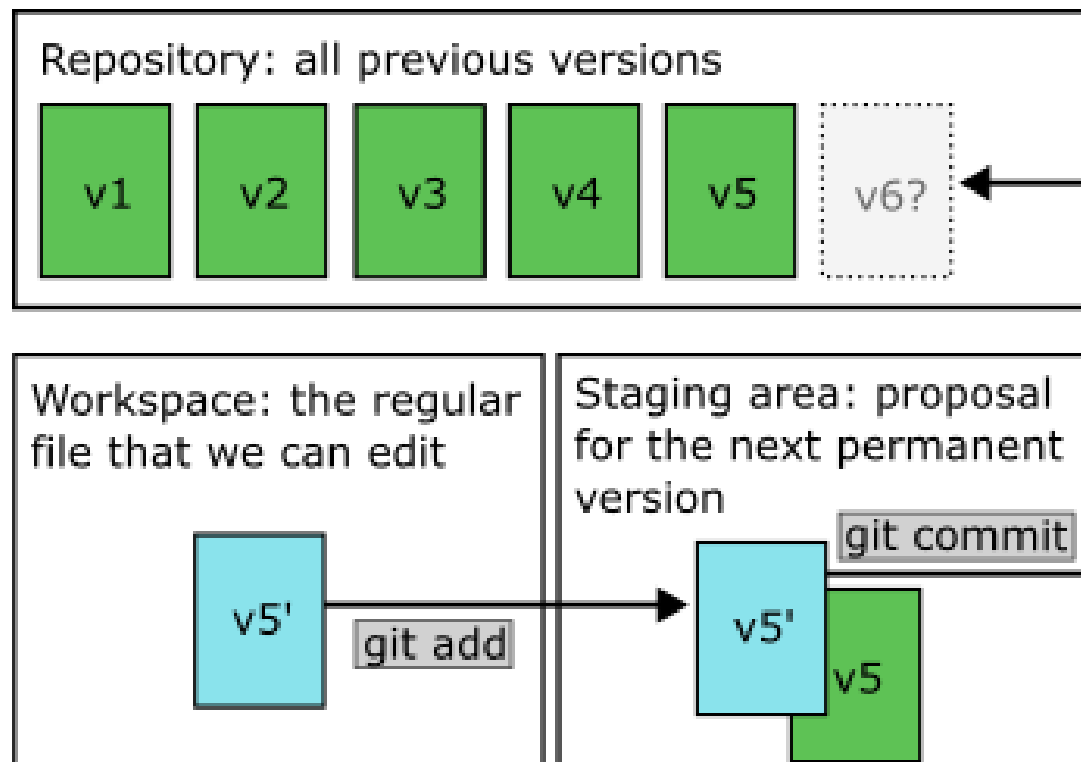 Repository: all previous versions
v1 v2 v3 v4 v5 v6?
Workspace: the regular
file that we can edit
v5'
git add
Staging area: proposal
for the next permanent
version
git commit
v5'
v5